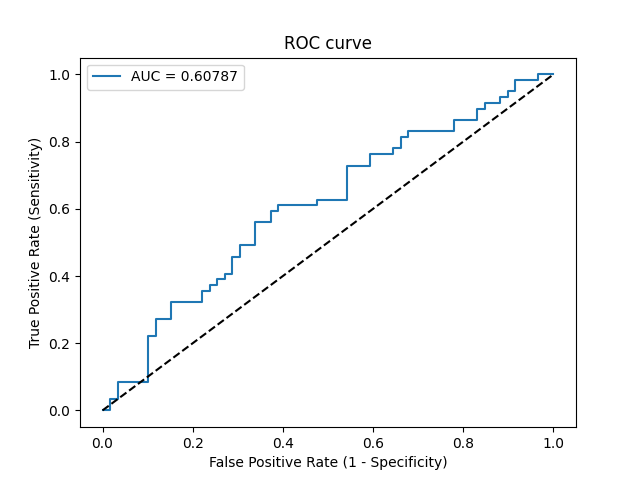 ROC curve
AUC = 0.60787
True Positive Rate (Sensitivity)
1.0
0.8
0.6
0.4
0.2
0.0
0.0 0.2 0.4 0.6 0.8 1.0
False Positive Rate (1 - Specificity)